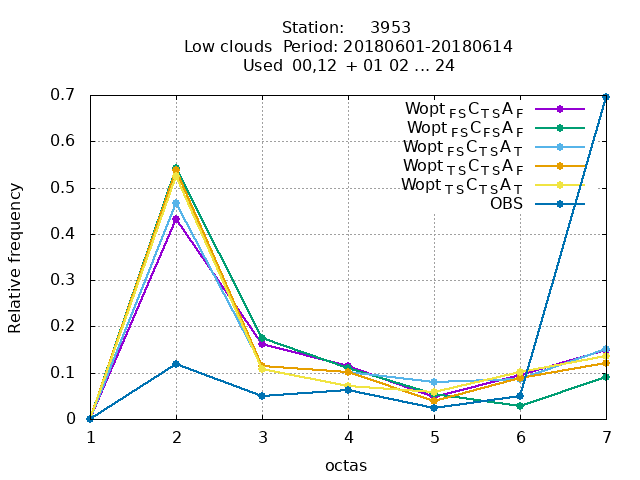 Station: 3953
Low clouds Period: 20180601-20180614
Used 00,12 + 01 02 ... 24
0.7
0.6
0.5
0.4
0.3
0.2
0.1
0
Relative frequency
Wopt FS C TS A F
Wopt FS C FS A F
Wopt FS C TS A T
Wopt TS C TS A F
Wopt TS C TS A T
OBS
1 2 3 4 5 6 7
octas